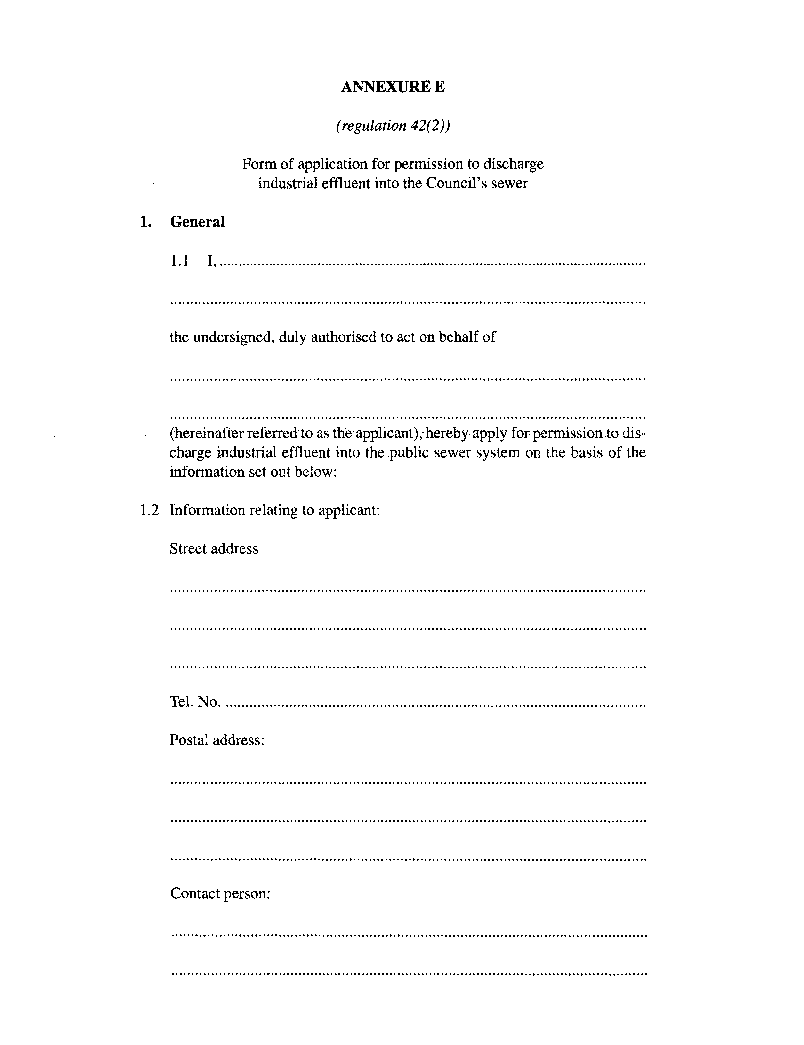 ANNEXURE E
(regulation 42(2))
Form of application for permission to discharge
industrial effluent into the Council's sewer
1. General
1.1 I, ..........................................................................................................
.......................................................................................................................
the undersigned, duly authorised to act on behalf of
.......................................................................................................................
.......................................................................................................................
(hereinafter referred to as the applicant), hereby apply for permission to dis-
charge industrial effluent into the public sewer system on the basis of the
information set out below:
1.2 Information relating to applicant:
Street address
.......................................................................................................................
.......................................................................................................................
.......................................................................................................................
Tel. No. .........................................................................................................
Postal address:
.......................................................................................................................
.......................................................................................................................
.......................................................................................................................
Contact person:
.......................................................................................................................
.......................................................................................................................